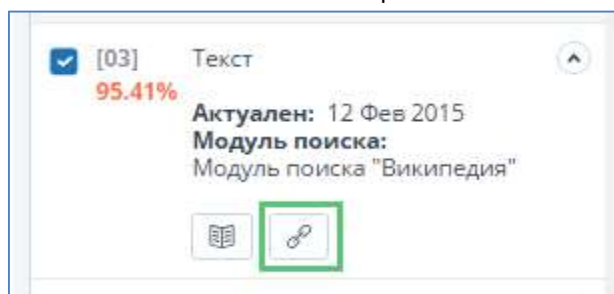 [03] Текст
95.41%
Актуален: 12 Фев 2015
Модуль поиска:
Модуль поиска "Википедия"